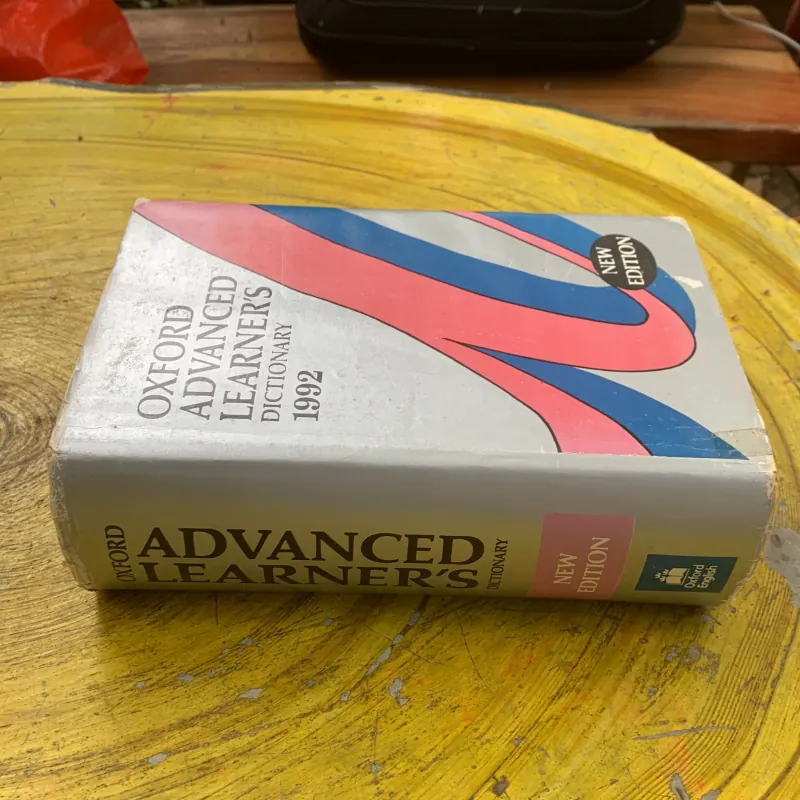 OXFORD
ADVANCED
LEARNER'S
DICTIONARY
1992
NEW
EDITION
OXFORD
ADVANCED
LEARNER'S
DICTIONARY
NEW
EDITION
Oxford
English